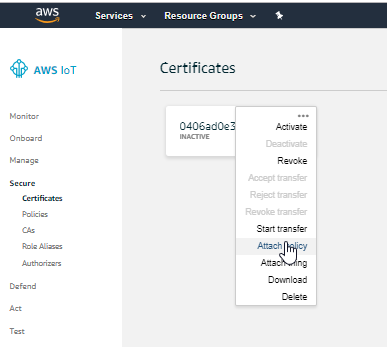 aws Services Resource Groups
AWS IoT
Certificates
0406ad0e3
INACTIVE
...
Activate
Deactivate
Revoke
Accept transfer
Reject transfer
Revoke transfer
Start transfer
Attach policy
Attach thing
Download
Delete
Monitor
Onboard
Manage
Secure
Certificates
Policies
CAs
Role Aliases
Authorizers
Defend
Act
Test